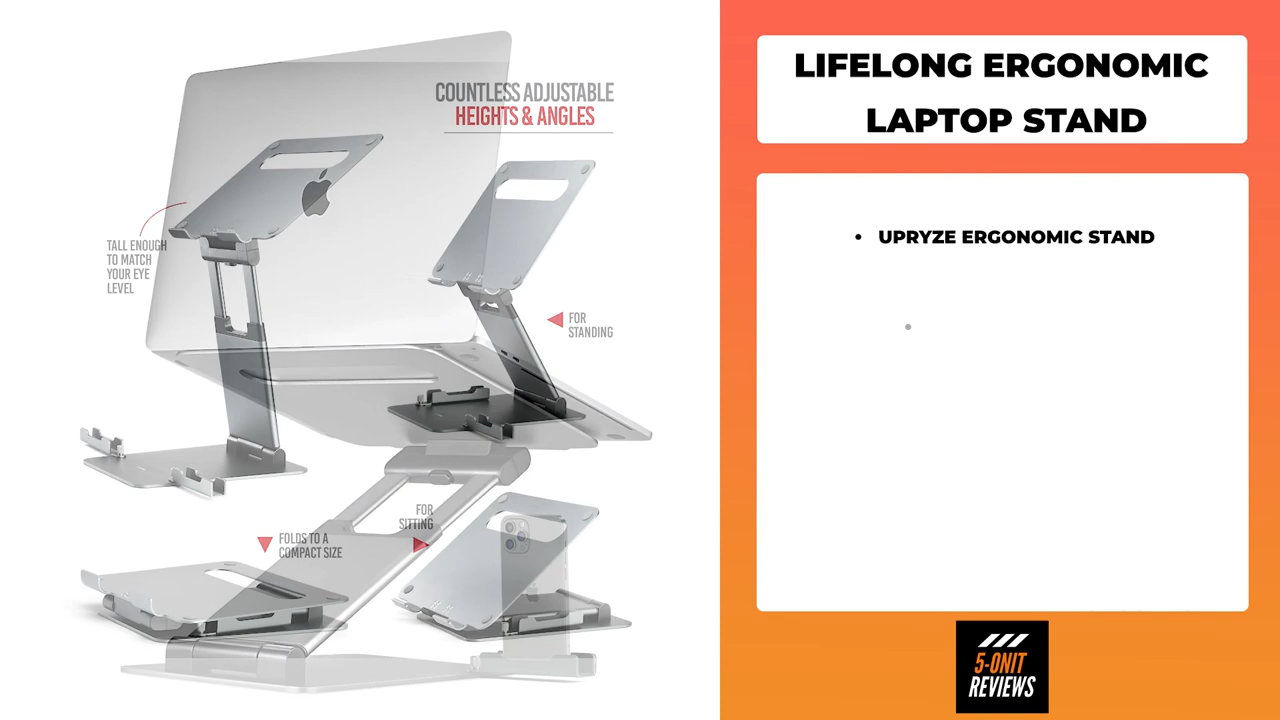 COUNTLESS ADJUSTABLE
HEIGHTS & ANGLES
TALL ENOUGH
TO MATCH
YOUR EYE
LEVEL
FOR
STANDING
FOR
SITTING
FOLDS TO A
COMPACT SIZE
LIFELONG ERGONOMIC
LAPTOP STAND
• UPRYZE ERGONOMIC STAND
5-ONIT
REVIEWS